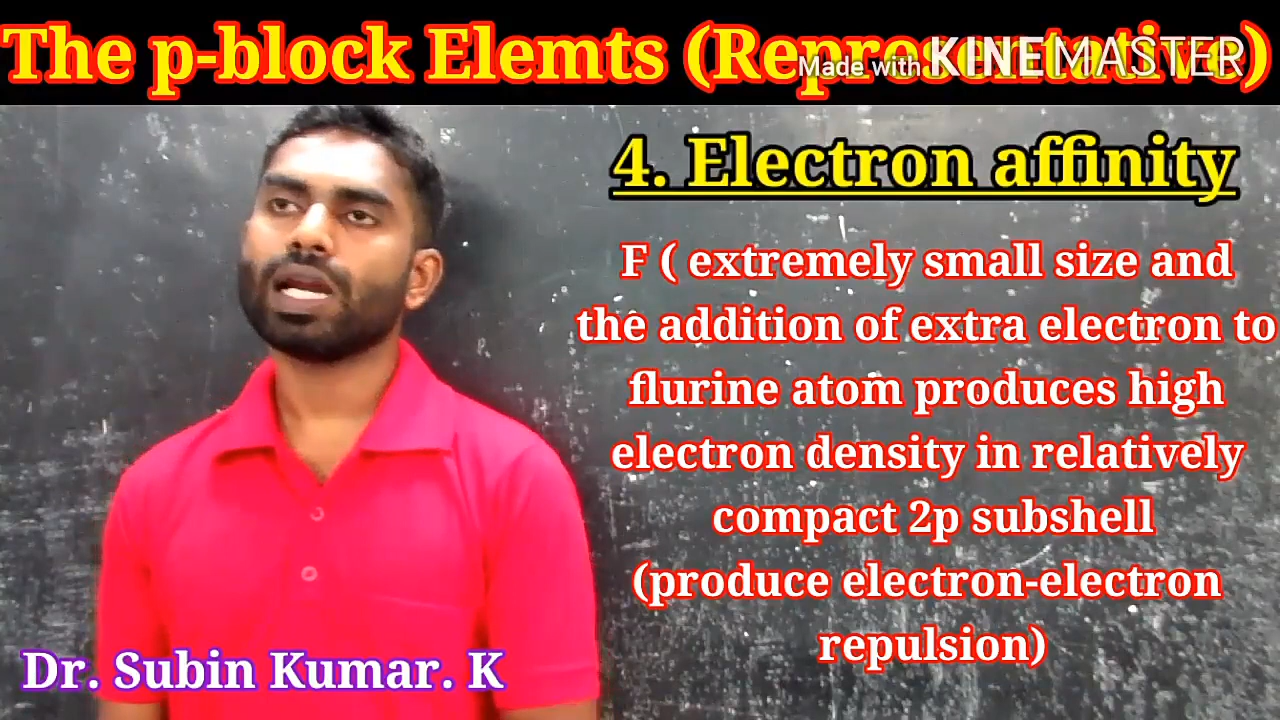 The p-block Elemts (Representative)
Made with KINEMASTER
4. Electron affinity
F ( extremely small size and
the addition of extra electron to
flurine atom produces high
electron density in relatively
compact 2p subshell
(produce electron-electron
repulsion)
Dr. Subin Kumar. K